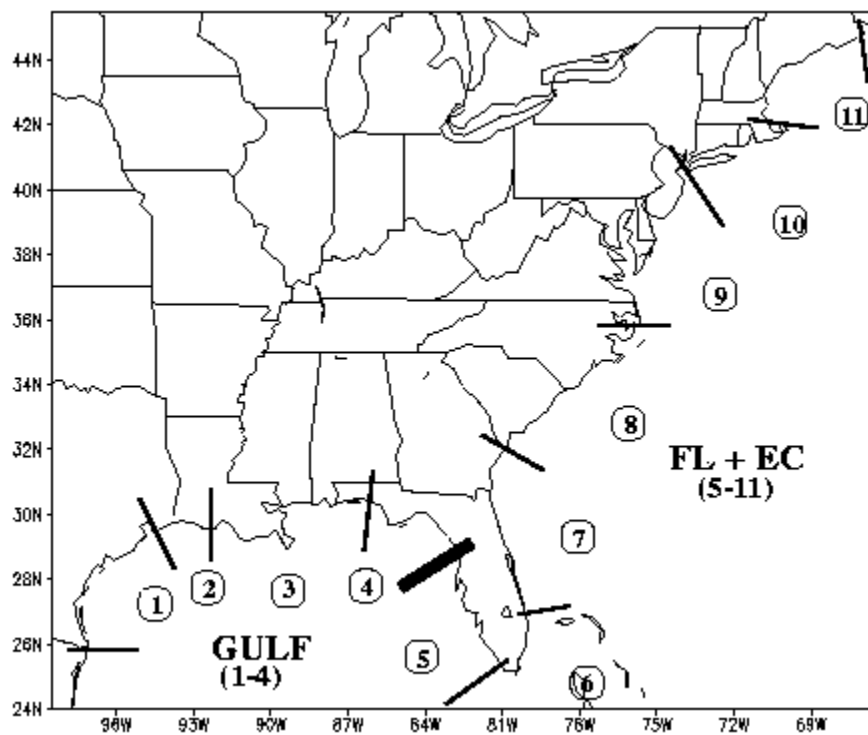 44N
42N
40N
38N
36N
34N
32N
30N
28N
26N
24N
11
10
9
8
FL + EC
(5-11)
7
1
2
3
4
GULF
(1-4)
5
6
96W
93W
90W
87W
84W
81W
78W
75W
72W
69W